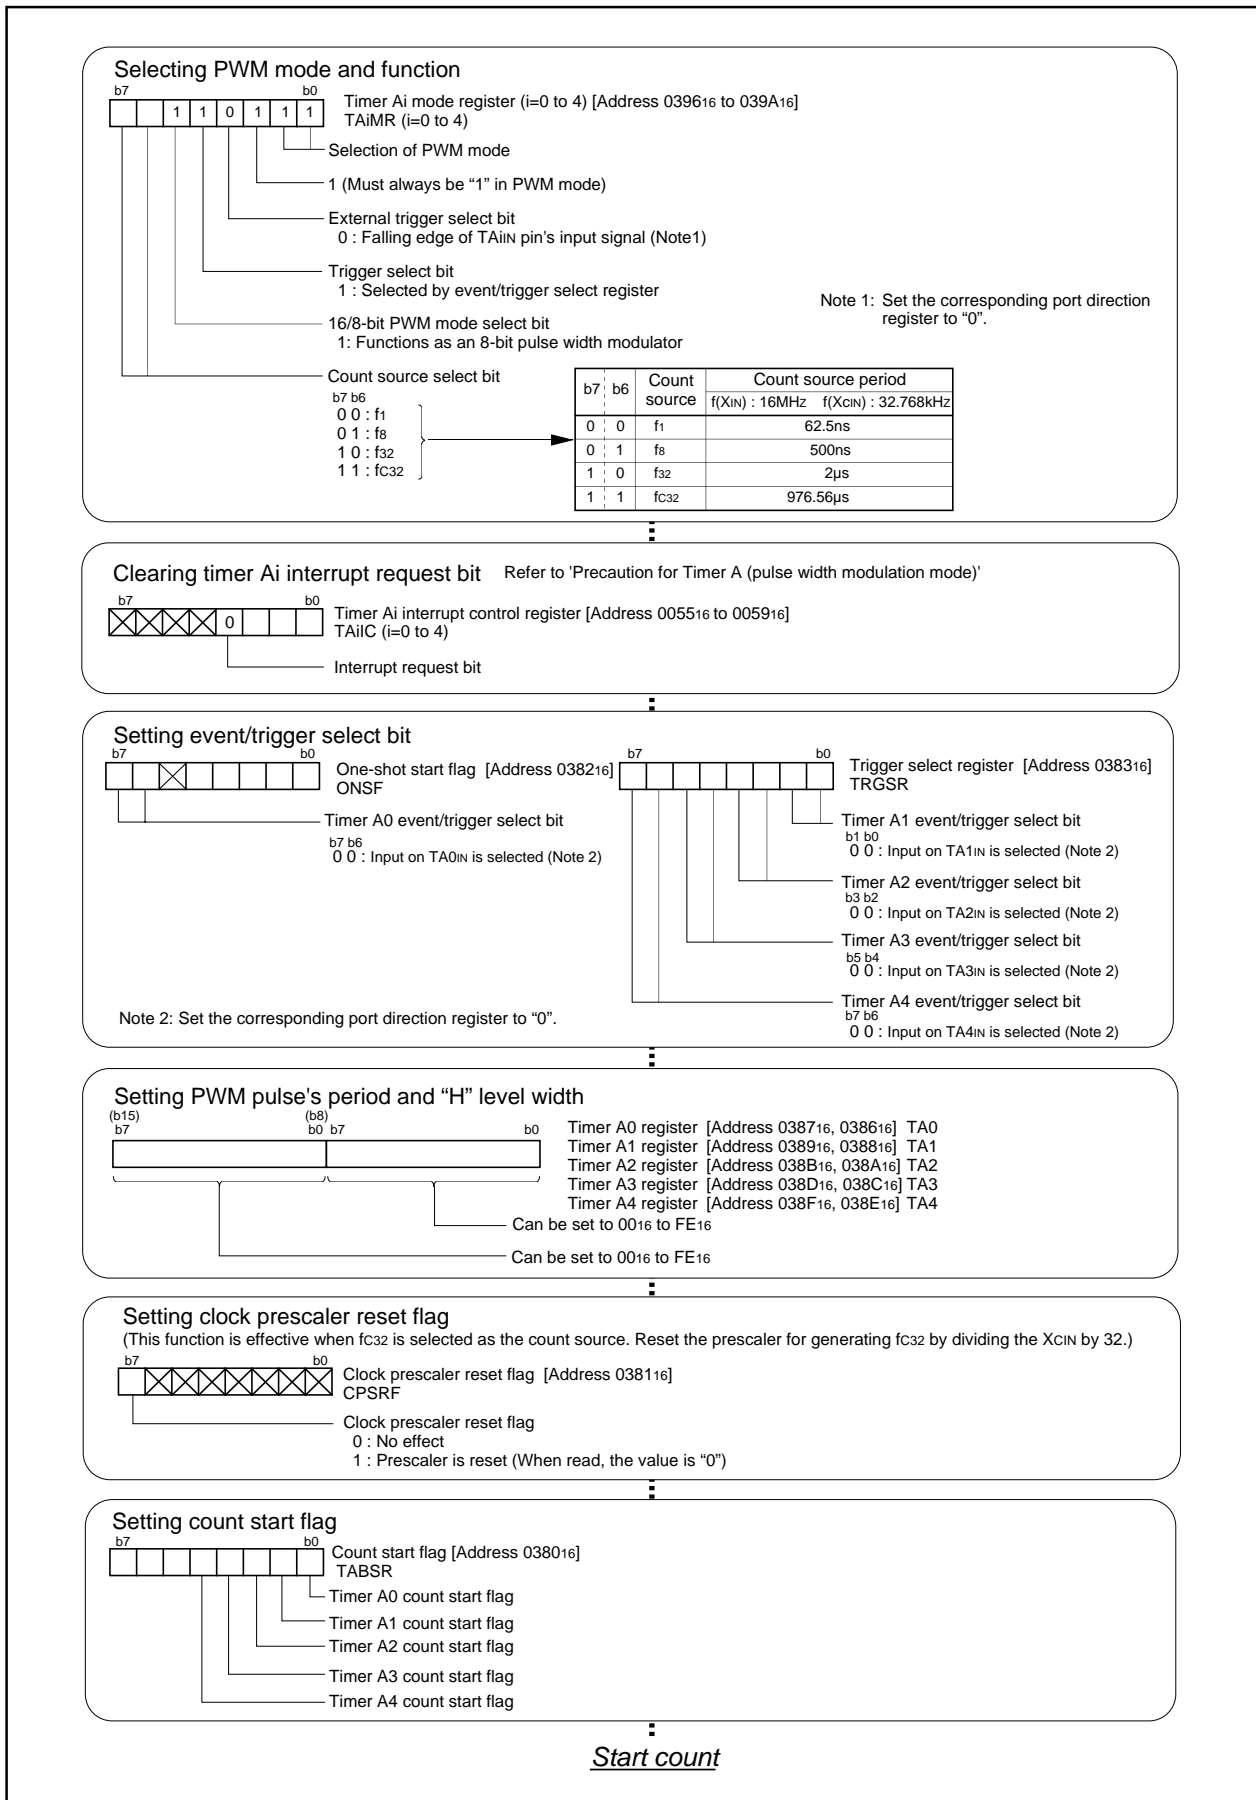 Selecting PWM mode and function
b7 b0
1 1 0 1 1 1
Timer Ai mode register (i=0 to 4) [Address 039616 to 039A16]
TAiMR (i=0 to 4)
Selection of PWM mode
1 (Must always be “1” in PWM mode)
External trigger select bit
0 : Falling edge of TAiIN pin's input signal (Note1)
Trigger select bit
1 : Selected by event/trigger select register
Note 1: Set the corresponding port direction
register to “0”.
16/8-bit PWM mode select bit
1: Functions as an 8-bit pulse width modulator
Count source select bit
b7 b6
0 0 : f1
0 1 : f8
1 0 : f32
1 1 : fC32
b7 b6 Count source Count source period
f(XIN) : 16MHz f(XCIN) : 32.768kHz
0 0 f1 62.5ns
0 1 f8 500ns
1 0 f32 2µs
1 1 fC32 976.56µs
Clearing timer Ai interrupt request bit Refer to 'Precaution for Timer A (pulse width modulation mode)'
b7 b0
0
Timer Ai interrupt control register [Address 005516 to 005916]
TAiIC (i=0 to 4)
Interrupt request bit
Setting event/trigger select bit
b7 b0
One-shot start flag [Address 038216]
ONSF
Timer A0 event/trigger select bit
b7 b6
0 0 : Input on TA0IN is selected (Note 2)
b7 b0
Trigger select register [Address 038316]
TRGSR
Timer A1 event/trigger select bit
b1 b0
0 0 : Input on TA1IN is selected (Note 2)
Timer A2 event/trigger select bit
b3 b2
0 0 : Input on TA2IN is selected (Note 2)
Timer A3 event/trigger select bit
b5 b4
0 0 : Input on TA3IN is selected (Note 2)
Timer A4 event/trigger select bit
b7 b6
0 0 : Input on TA4IN is selected (Note 2)
Note 2: Set the corresponding port direction register to “0”.
Setting PWM pulse's period and “H” level width
(b15) (b8)
b7 b0 b7 b0
Timer A0 register [Address 038716, 038616] TA0
Timer A1 register [Address 038916, 038816] TA1
Timer A2 register [Address 038B16, 038A16] TA2
Timer A3 register [Address 038D16, 038C16] TA3
Timer A4 register [Address 038F16, 038E16] TA4
Can be set to 0016 to FE16
Can be set to 0016 to FE16
Setting clock prescaler reset flag
(This function is effective when fC32 is selected as the count source. Reset the prescaler for generating fC32 by dividing the XCIN by 32.)
b7 b0
Clock prescaler reset flag [Address 038116]
CPSRF
Clock prescaler reset flag
0 : No effect
1 : Prescaler is reset (When read, the value is “0”)
Setting count start flag
b7 b0
Count start flag [Address 038016]
TABSR
Timer A0 count start flag
Timer A1 count start flag
Timer A2 count start flag
Timer A3 count start flag
Timer A4 count start flag
Start count